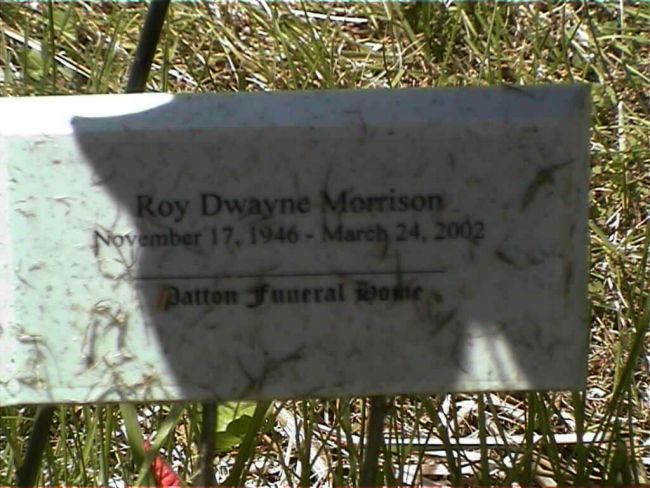 Roy Dwayne Morrison
November 17, 1946 - March 24, 2002
Patton Funeral Home